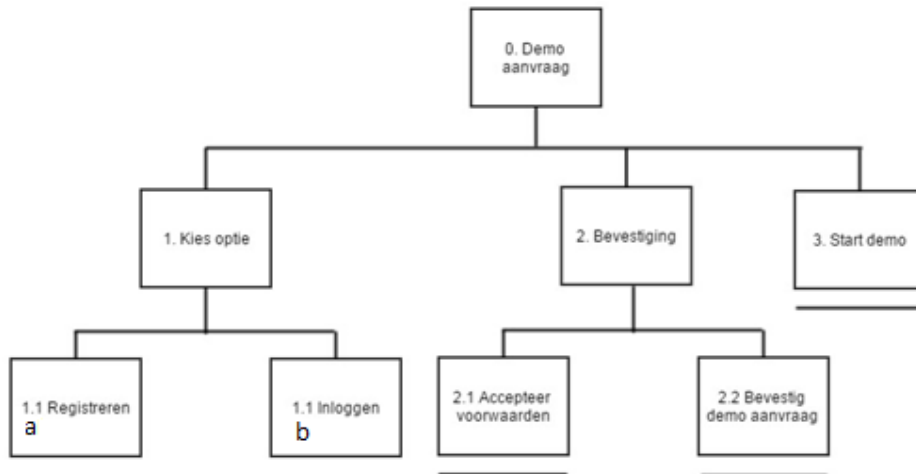 0. Demo
aanvraag
1. Kies optie
2. Bevestiging
3. Start demo
1.1 Registreren
a
1.1 Inloggen
b
2.1 Accepteer
voorwaarden
2.2 Bevestig
demo aanvraag